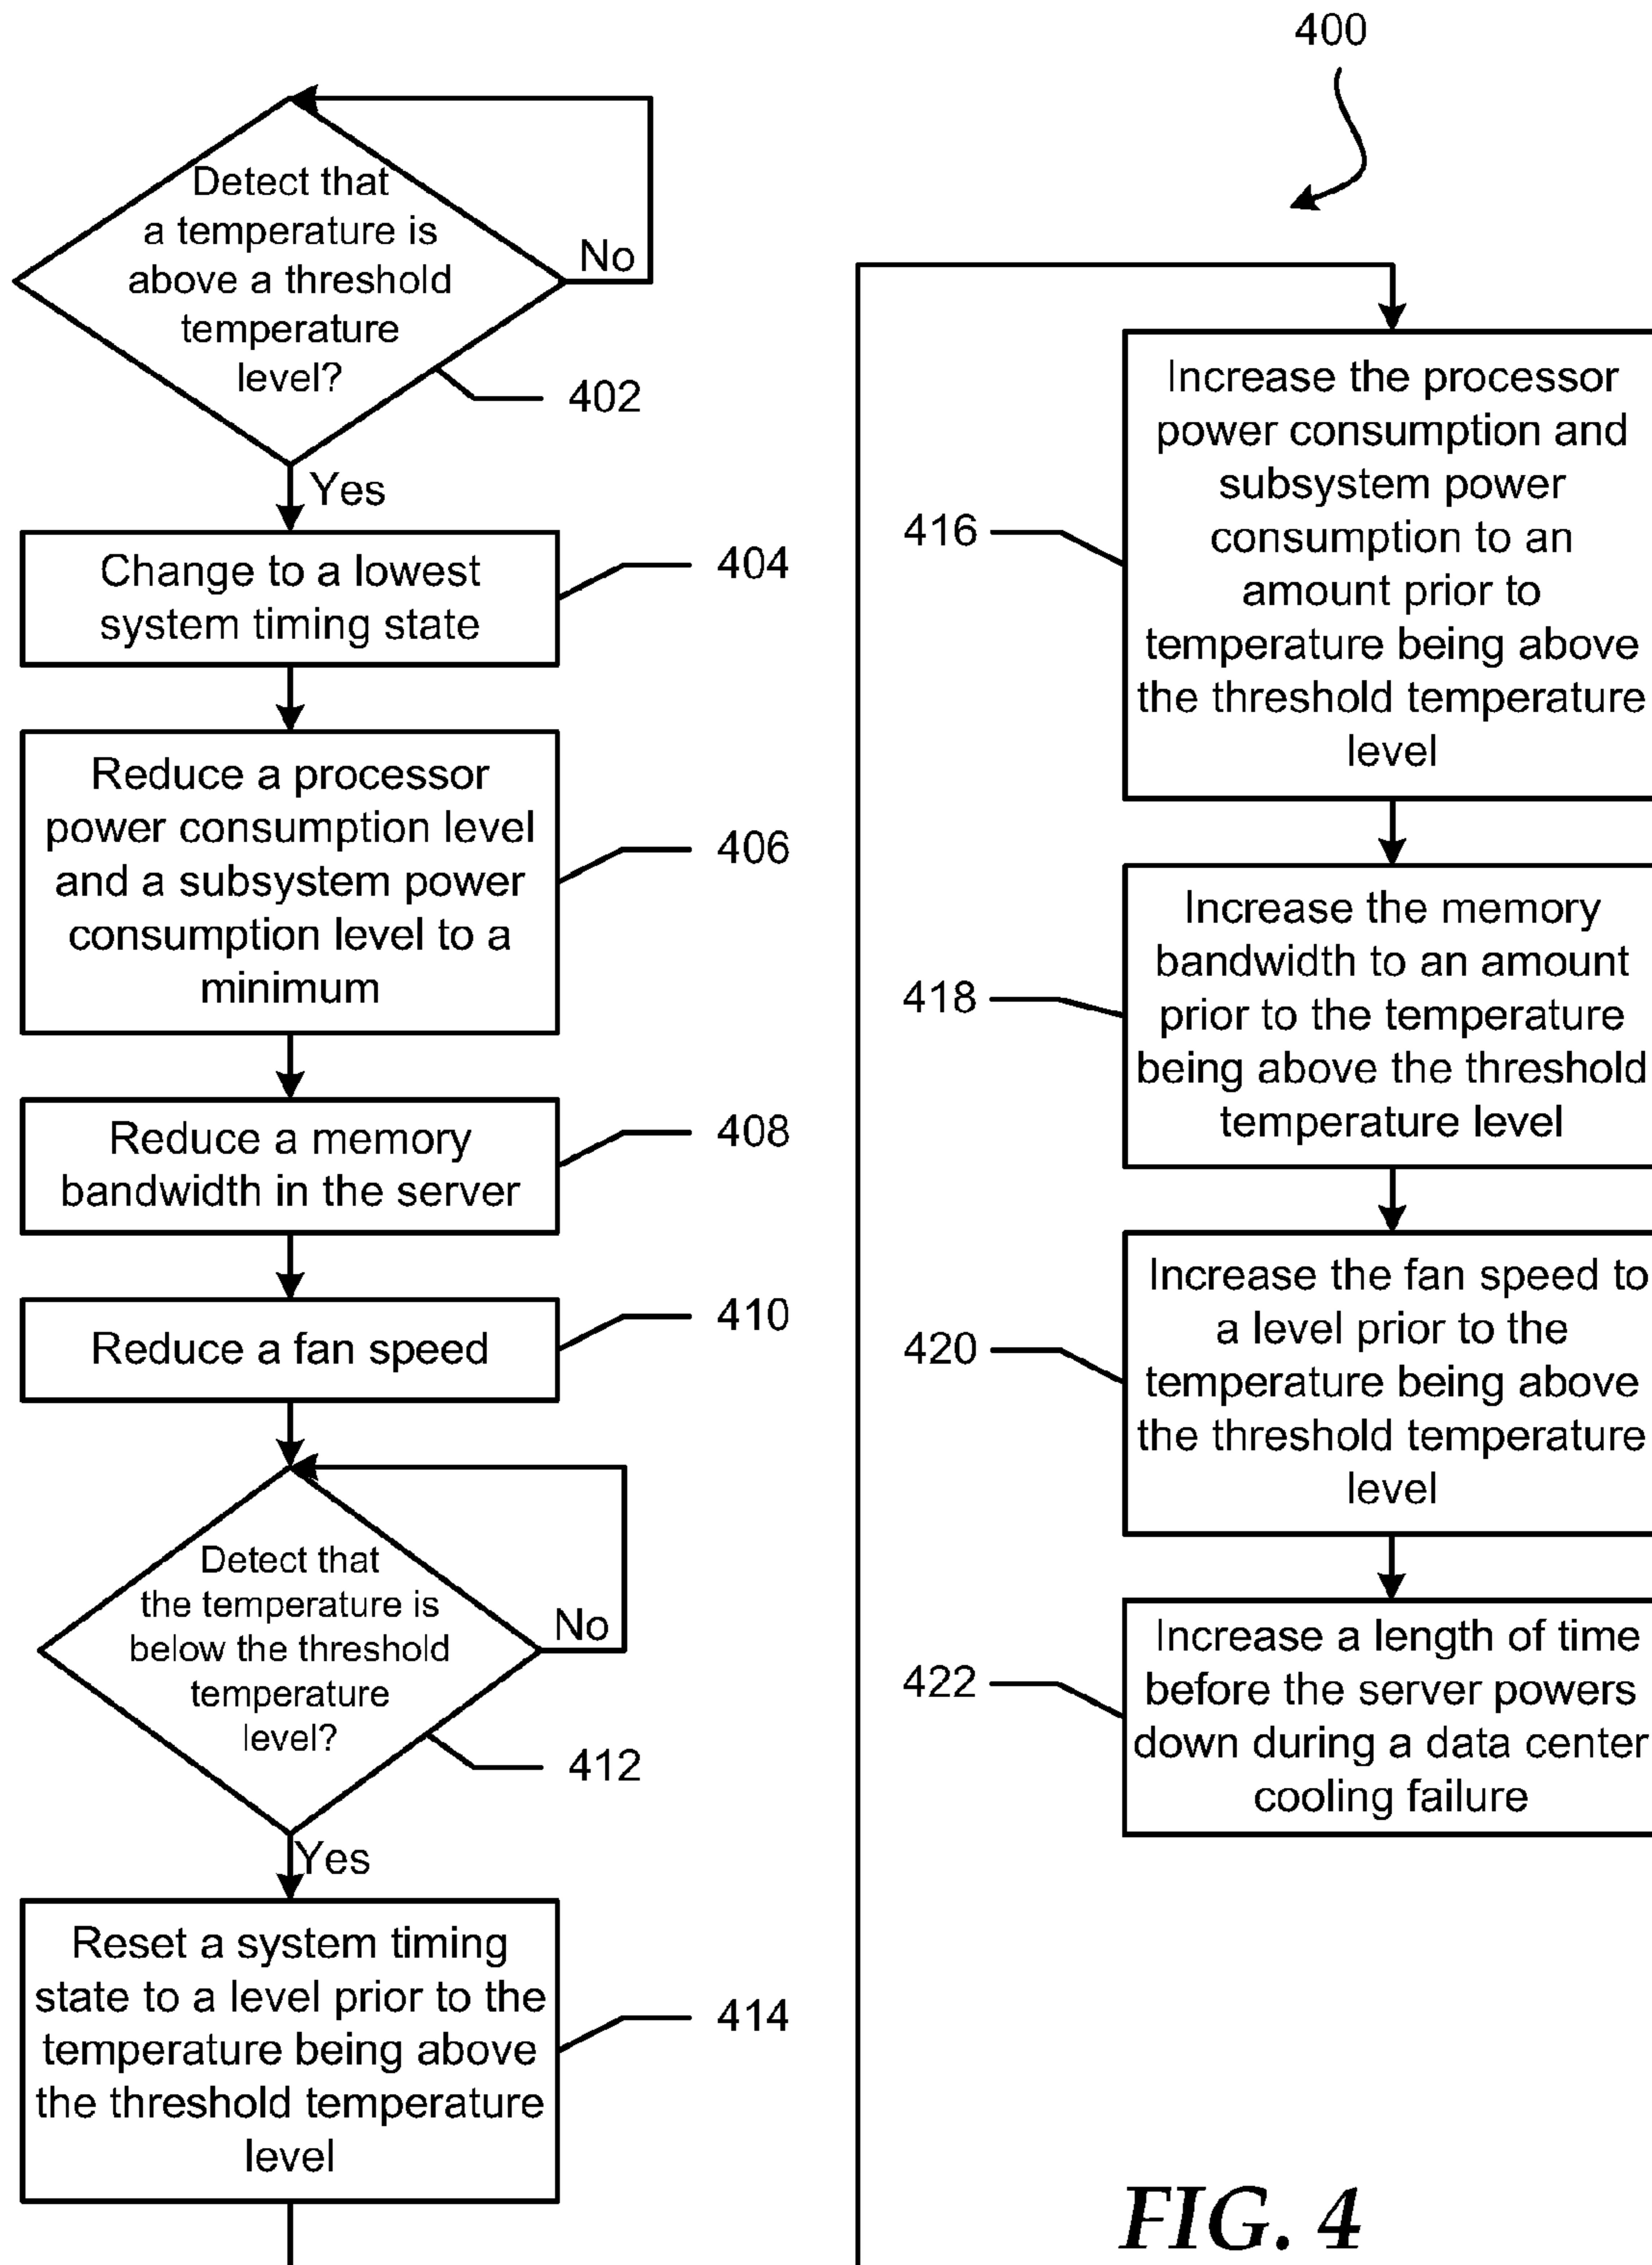 400
Detect that
a temperature is
above a threshold
temperature
level?
No
402
Yes
Change to a lowest
system timing state
404
Reduce a processor
power consumption level
and a subsystem power
consumption level to a
minimum
406
Reduce a memory
bandwidth in the server
408
Reduce a fan speed
410
Detect that
the temperature is
below the threshold
temperature
level?
No
412
Yes
Reset a system timing
state to a level prior to the
temperature being above
the threshold temperature
level
414
Increase the processor
power consumption and
subsystem power
consumption to an
amount prior to
temperature being above
the threshold temperature
level
416
Increase the memory
bandwidth to an amount
prior to the temperature
being above the threshold
temperature level
418
Increase the fan speed to
a level prior to the
temperature being above
the threshold temperature
level
420
Increase a length of time
before the server powers
down during a data center
cooling failure
422
FIG. 4